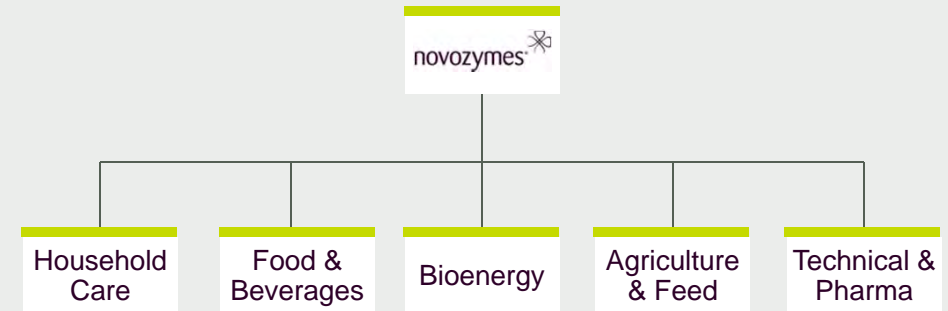 novozymes
Household
Care
Food &
Beverages
Bioenergy
Agriculture
& Feed
Technical &
Pharma